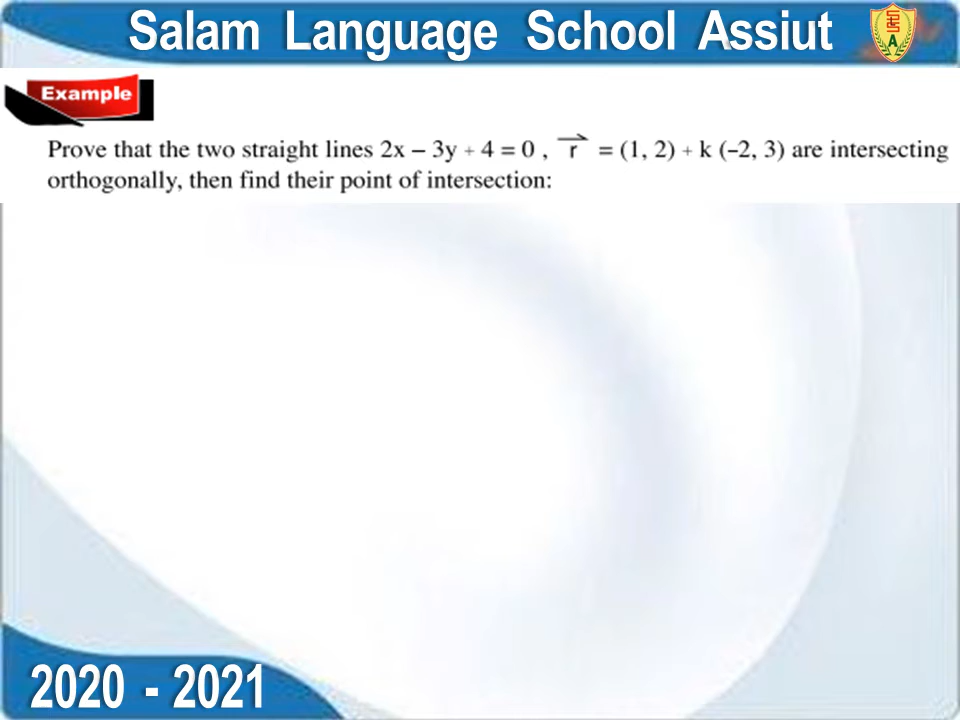 Salam Language School Assiut
Example
Prove that the two straight lines 2x – 3y + 4 = 0 , r⃗ = (1, 2) + k (–2, 3) are intersecting
orthogonally, then find their point of intersection:
2020 - 2021